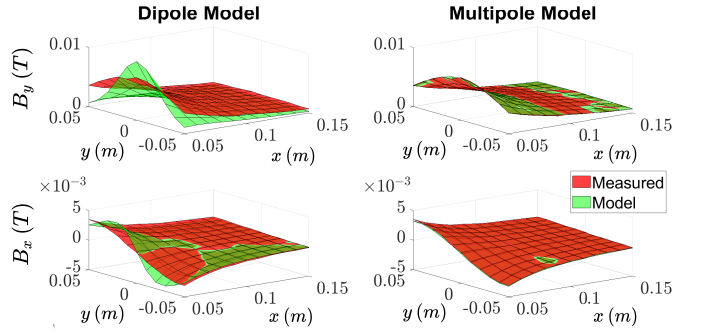 Dipole Model
Multipole Model
0.01
0
B_y (T)
0.05
0
-0.05
y (m)
0.05
0.1
0.15
x (m)
0.01
0
0.05
0
-0.05
y (m)
0.05
0.1
0.15
x (m)
×10⁻³
5
0
-5
B_x (T)
0.05
0
-0.05
y (m)
0.05
0.1
0.15
x (m)
×10⁻³
5
0
-5
0.05
0
-0.05
y (m)
0.05
0.1
0.15
x (m)
Measured
Model